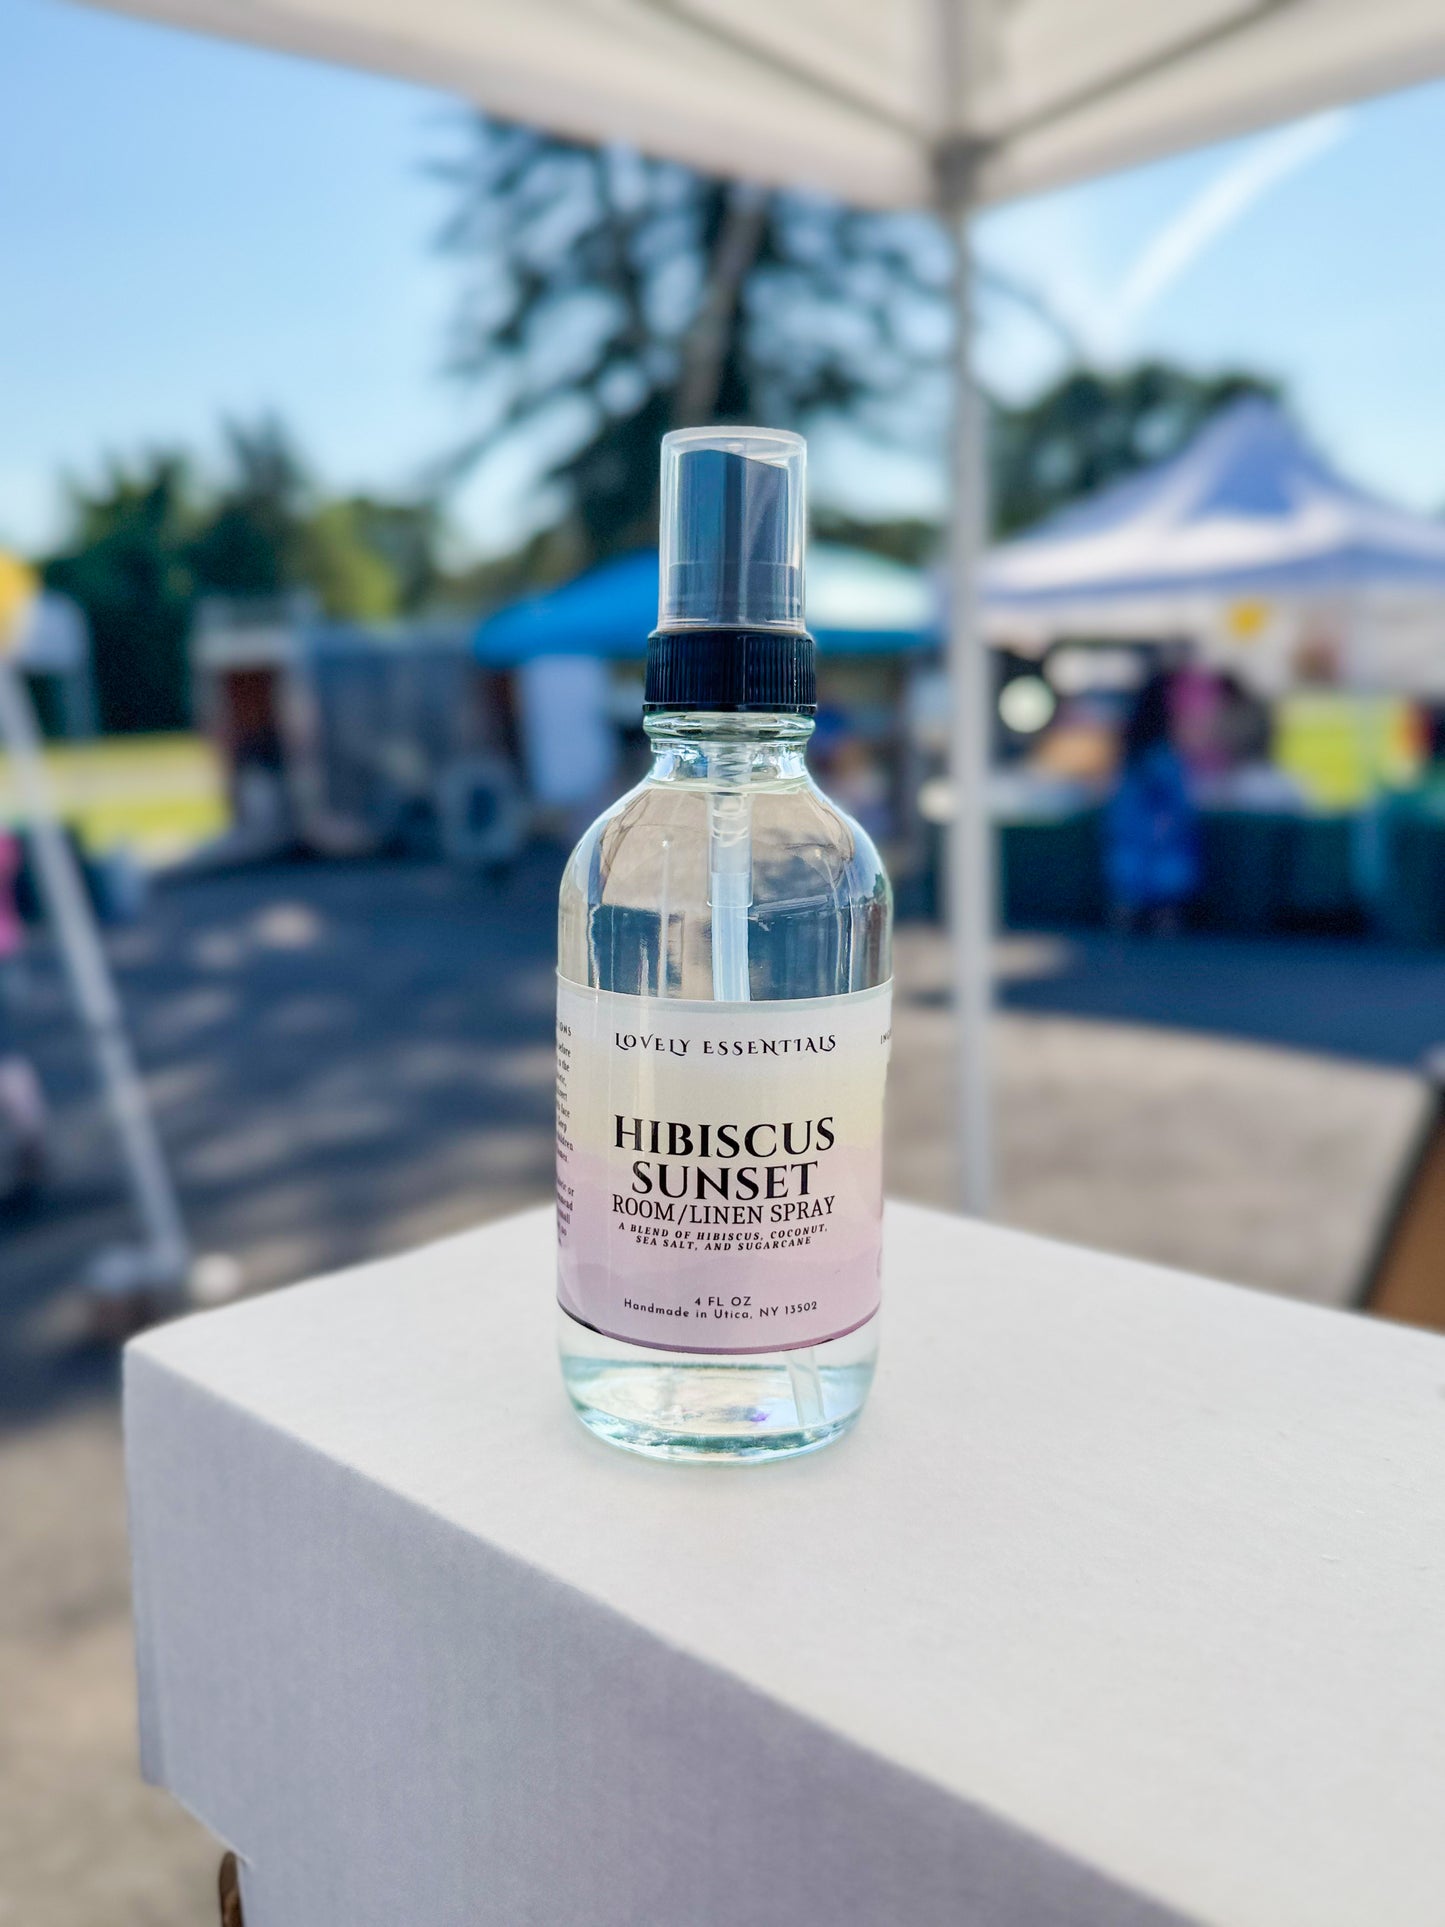 LOVELY ESSENTIALS
HIBISCUS
SUNSET
ROOM/LINEN SPRAY
A BLEND OF HIBISCUS, COCONUT,
SEA SALT, AND SUGARCANE
4 FL OZ
Handmade in Utica, NY 13502